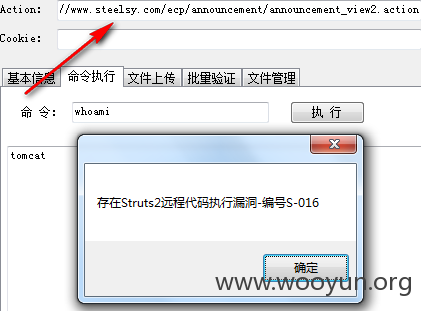 Action: //www.steelsy.com/ecp/announcement/announcement_view2.action
Cookie:
基本信息 命令执行 文件上传 批量验证 文件管理
命 令: whoami 执 行
tomcat
存在Struts2远程代码执行漏洞-编号S-016
确定
www.wooyun.org